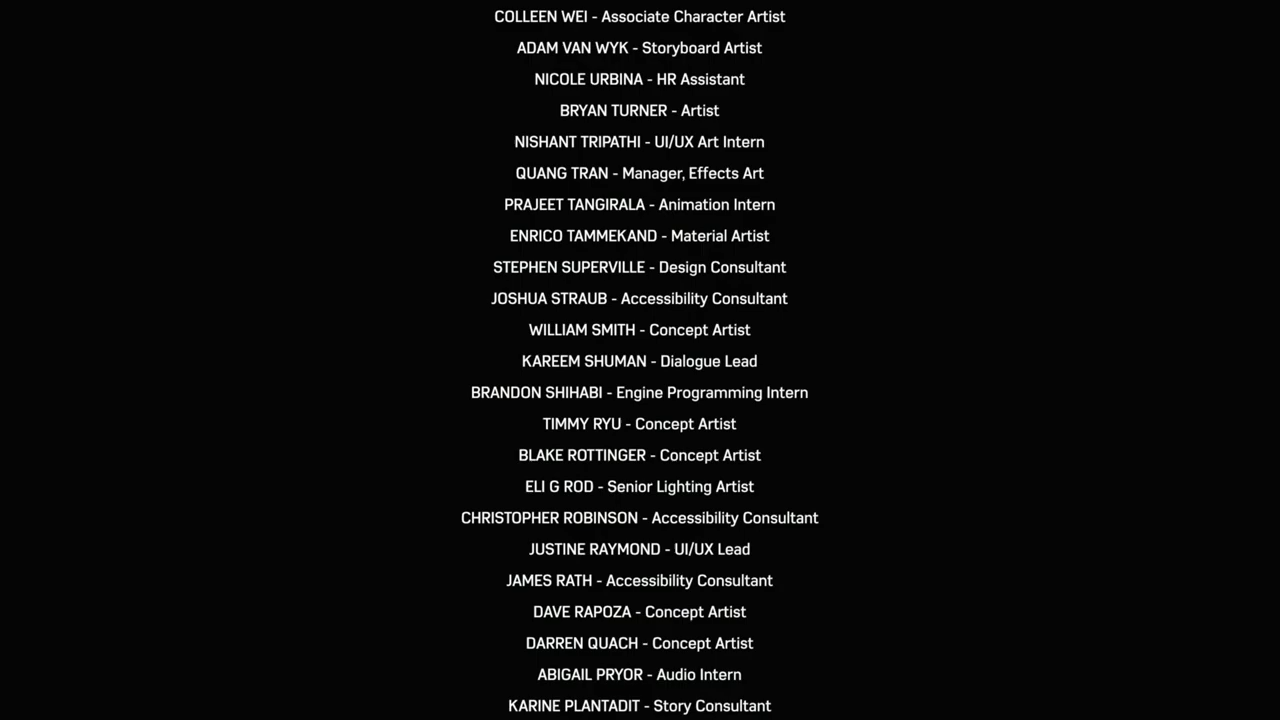 COLLEEN WEI - Associate Character Artist
ADAM VAN WYK - Storyboard Artist
NICOLE URBINA - HR Assistant
BRYAN TURNER - Artist
NISHANT TRIPATHI - UI/UX Art Intern
QUANG TRAN - Manager, Effects Art
PRAJEET TANGIRALA - Animation Intern
ENRICO TAMMEKAND - Material Artist
STEPHEN SUPERVILLE - Design Consultant
JOSHUA STRAUB - Accessibility Consultant
WILLIAM SMITH - Concept Artist
KAREEM SHUMAN - Dialogue Lead
BRANDON SHIHABI - Engine Programming Intern
TIMMY RYU - Concept Artist
BLAKE ROTTINGER - Concept Artist
ELI G ROD - Senior Lighting Artist
CHRISTOPHER ROBINSON - Accessibility Consultant
JUSTINE RAYMOND - UI/UX Lead
JAMES RATH - Accessibility Consultant
DAVE RAPOZA - Concept Artist
DARREN QUACH - Concept Artist
ABIGAIL PRYOR - Audio Intern
KARINE PLANTADIT - Story Consultant